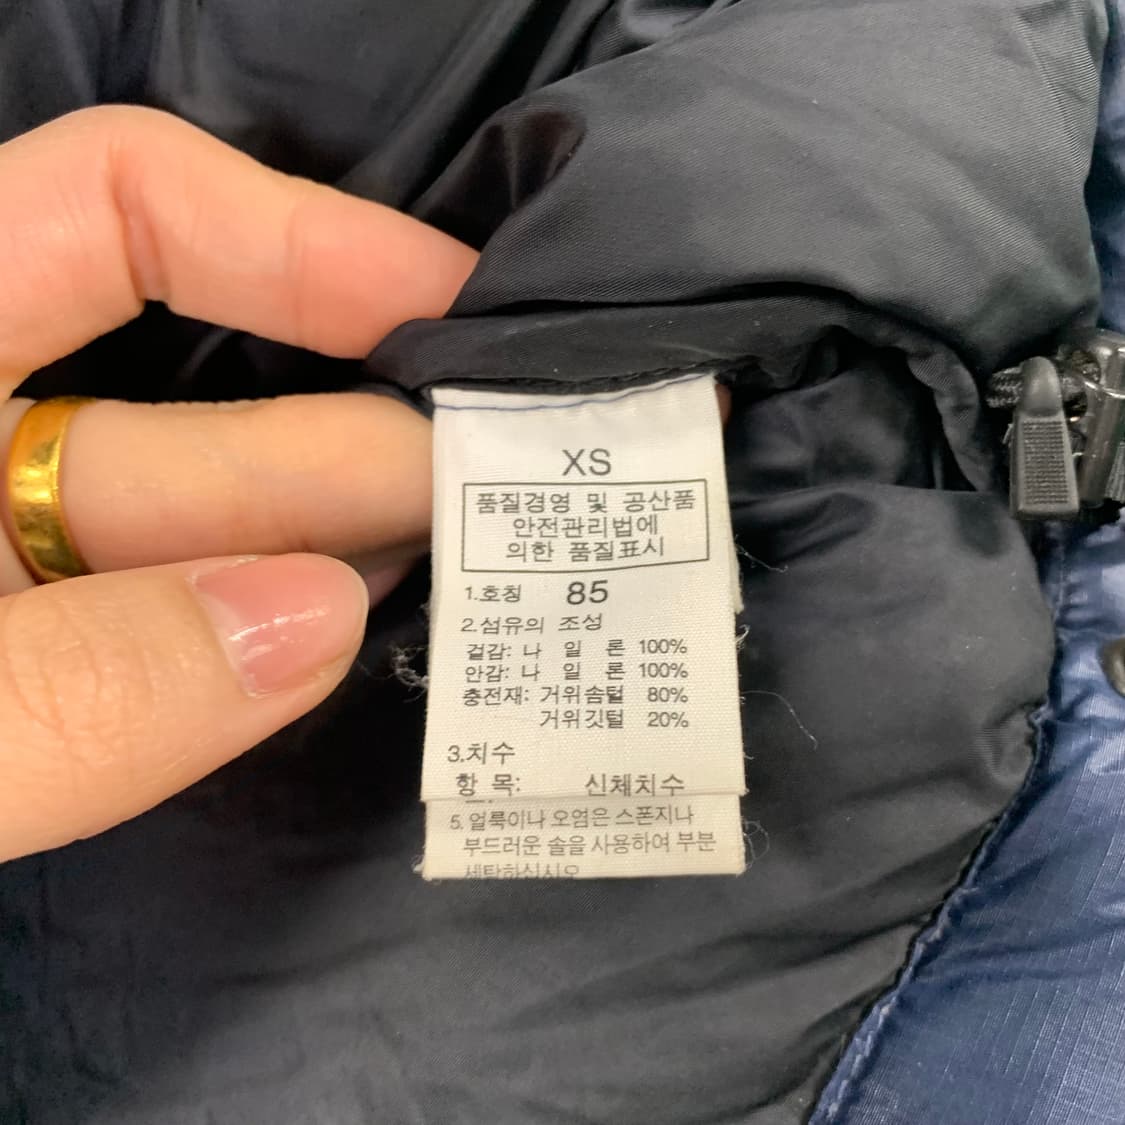 XS
품질경영 및 공산품
안전관리법에
의한 품질표시
1.호칭 85
2.섬유의 조성
겉감: 나 일 론 100%
안감: 나 일 론 100%
충전재: 거위솜털 80%
거위깃털 20%
3.치수
항 목: 신체치수
5. 얼룩이나 오염은 스폰지나
부드러운 솔을 사용하여 부분
세탁하십시오